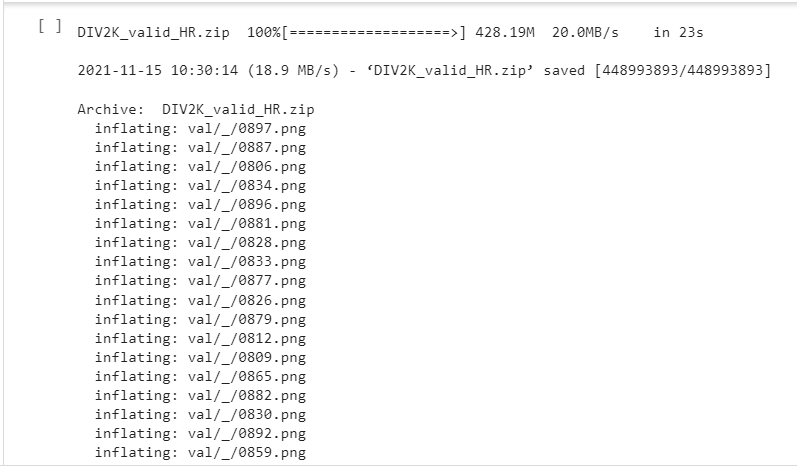 [ ] DIV2K_valid_HR.zip 100%[===================>] 428.19M 20.0MB/s in 23s
2021-11-15 10:30:14 (18.9 MB/s) - ‘DIV2K_valid_HR.zip’ saved [448993893/448993893]
Archive: DIV2K_valid_HR.zip
inflating: val/_/0897.png
inflating: val/_/0887.png
inflating: val/_/0806.png
inflating: val/_/0834.png
inflating: val/_/0896.png
inflating: val/_/0881.png
inflating: val/_/0828.png
inflating: val/_/0833.png
inflating: val/_/0877.png
inflating: val/_/0826.png
inflating: val/_/0879.png
inflating: val/_/0812.png
inflating: val/_/0809.png
inflating: val/_/0865.png
inflating: val/_/0882.png
inflating: val/_/0830.png
inflating: val/_/0892.png
inflating: val/_/0859.png